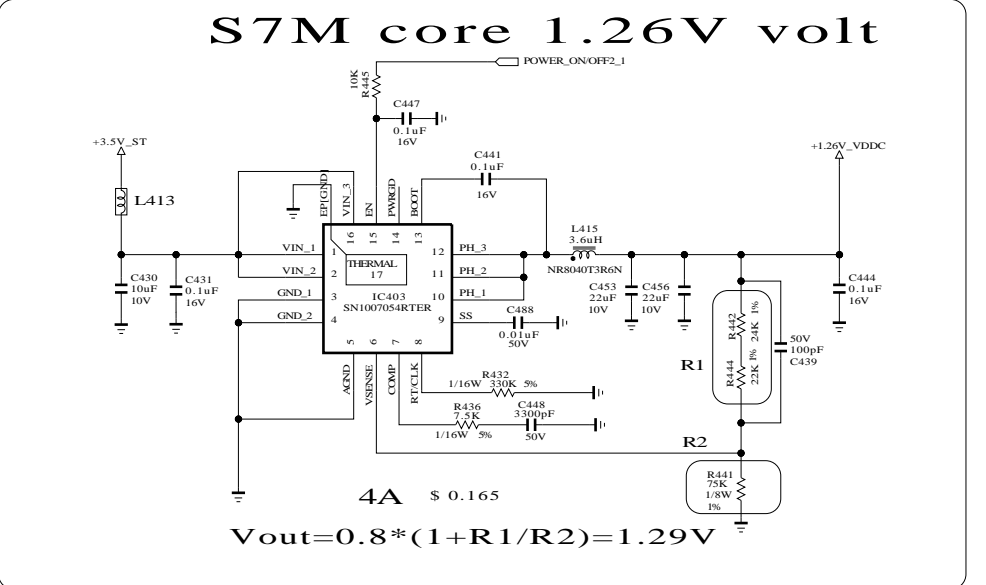 S7M core 1.26V volt
POWER_ON/OFF2_1
10K
R445
C447
0.1uF
16V
+3.5V_ST
L413
C441
0.1uF
16V
+1.26V_VDDC
EP[GND]
VIN_3
EN
PWRGD
BOOT
16
15
14
13
VIN_1
1
VIN_2
2
GND_1
3
GND_2
4
THERMAL
17
IC403
SN1007054RTER
12
PH_3
11
PH_2
10
PH_1
9
SS
L415
3.6uH
NR8040T3R6N
C430
10uF
10V
C431
0.1uF
16V
C453
22uF
10V
C456
22uF
10V
C444
0.1uF
16V
C488
0.01uF
50V
5
6
7
8
AGND
VSENSE
COMP
RT/CLK
R1
R442
24K 1%
R444
22K 1%
50V
100pF
C439
R432
1/16W 330K 5%
R436
7.5K
1/16W 5%
C448
3300pF
50V
R2
R441
75K
1/8W
1%
4A $ 0.165
Vout=0.8*(1+R1/R2)=1.29V